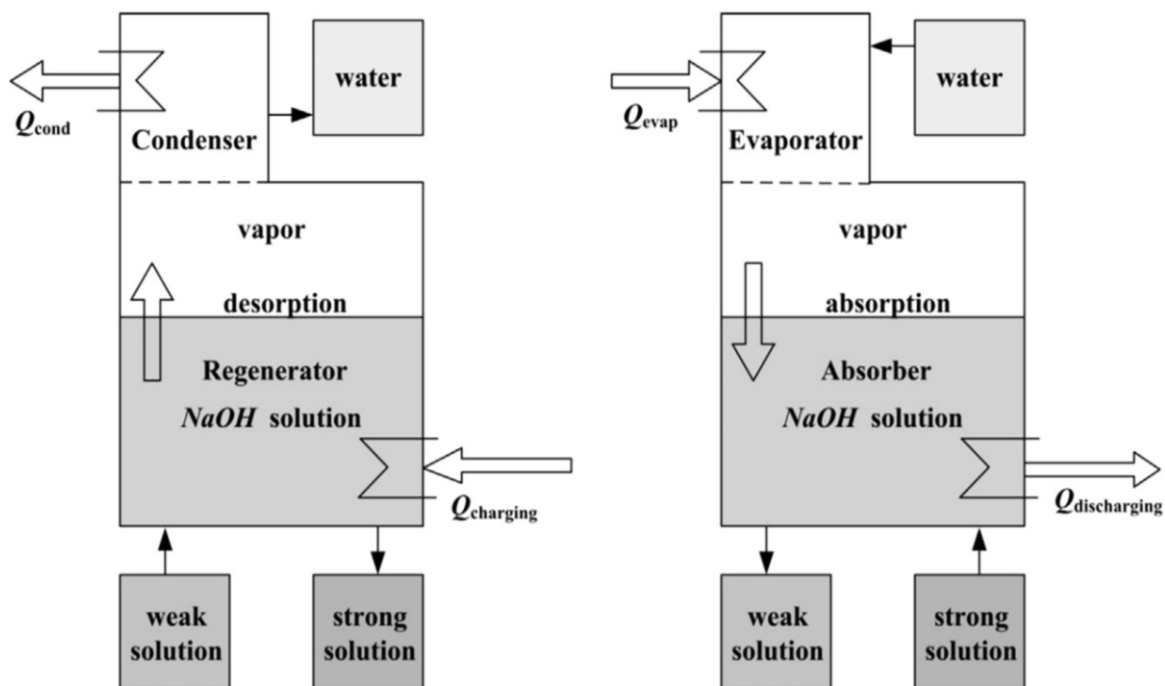 water
Q_cond
Condenser
vapor
desorption
Regenerator
NaOH solution
Q_charging
weak
solution
strong
solution
water
Q_evap
Evaporator
vapor
absorption
Absorber
NaOH solution
Q_discharging
weak
solution
strong
solution